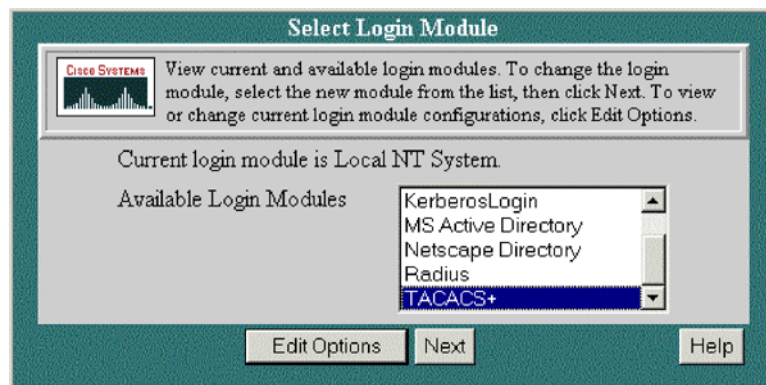 Select Login Module
CISCO SYSTEMS
View current and available login modules. To change the login
module, select the new module from the list, then click Next. To view
or change current login module configurations, click Edit Options.
Current login module is Local NT System.
Available Login Modules
KerberosLogin
MS Active Directory
Netscape Directory
Radius
TACACS+
Edit Options
Next
Help